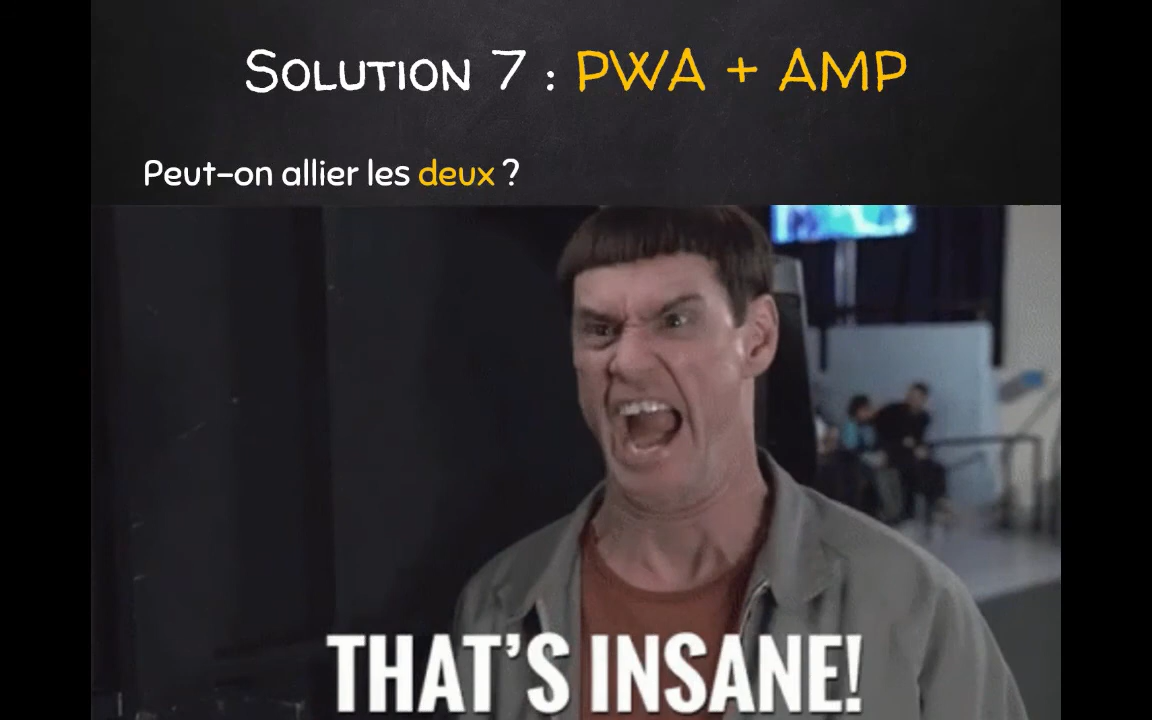 Solution 7 : PWA + AMP
Peut-on allier les deux ?
THAT'S INSANE!